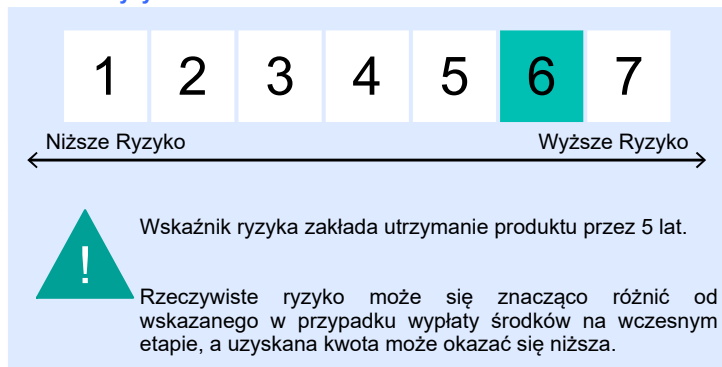 1 2 3 4 5 6 7
Niższe Ryzyko Wyższe Ryzyko
Wskaźnik ryzyka zakłada utrzymanie produktu przez 5 lat.
!
Rzeczywiste ryzyko może się znacząco różnić od
wskazanego w przypadku wypłaty środków na wczesnym
etapie, a uzyskana kwota może okazać się niższa.